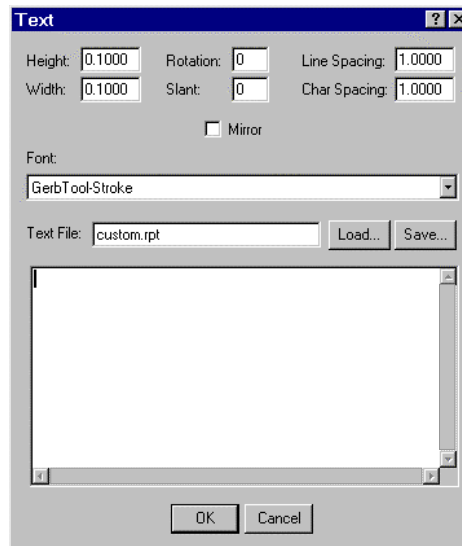 Text
Height: 0.1000 Rotation: 0 Line Spacing: 1.0000
Width: 0.1000 Slant: 0 Char Spacing: 1.0000
Mirror
Font:
GerbTool-Stroke
Text File: custom.rpt Load... Save...
OK Cancel